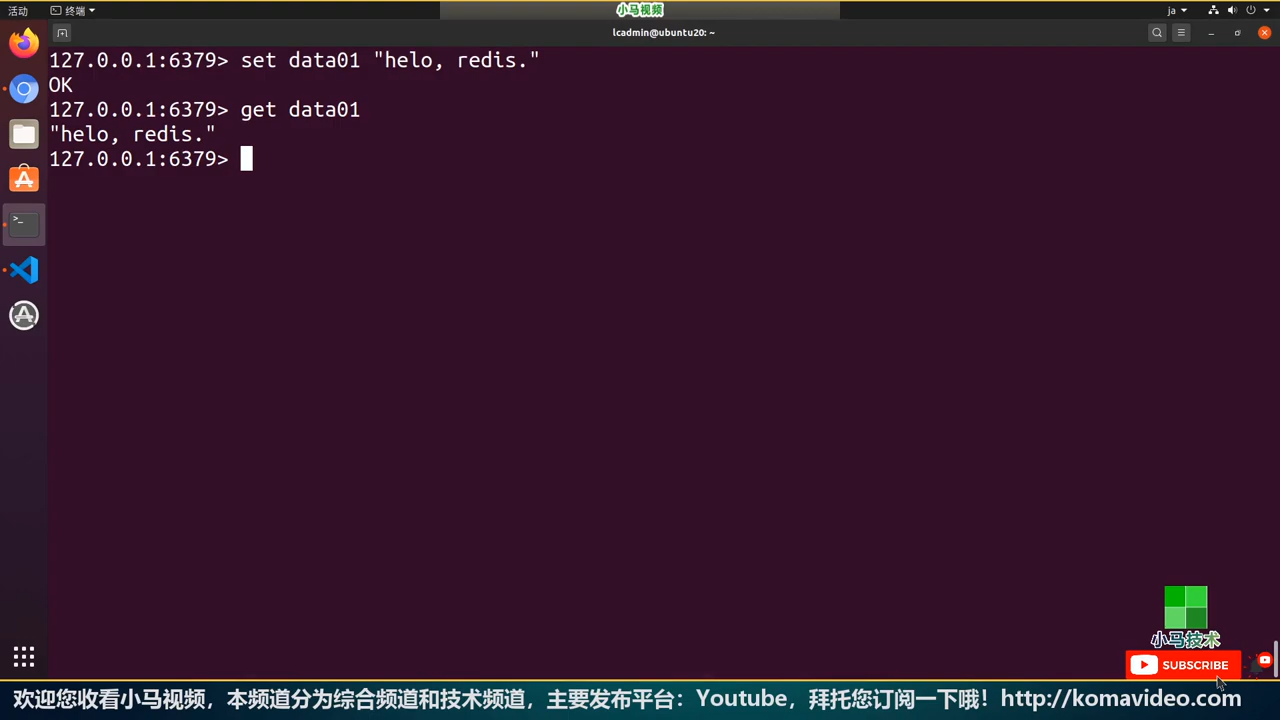 活动
终端
小马视频
ja
lcadmin@ubuntu20: ~
127.0.0.1:6379> set data01 "helo, redis."
OK
127.0.0.1:6379> get data01
"helo, redis."
127.0.0.1:6379>
小马技术
SUBSCRIBE
欢迎您收看小马视频，本频道分为综合频道和技术频道，主要发布平台：Youtube，拜托您订阅一下哦！http://komavideo.com